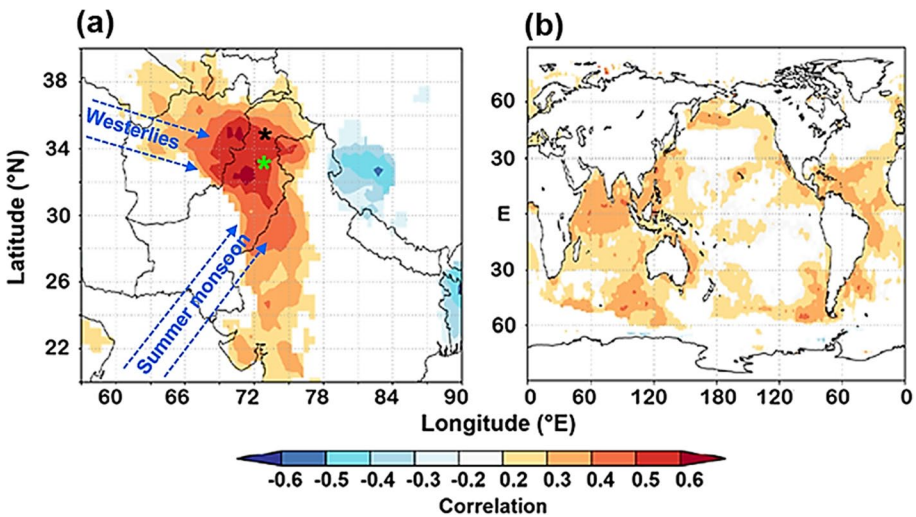 (a)
(b)
38
34
30
26
22
Latitude (°N)
Westerlies
Summer monsoon
*
*
60
66
72
78
84
90
60
30
E
30
60
0
60
120
180
120
60
0
Longitude (°E)
-0.6 -0.5 -0.4 -0.3 -0.2 0.2 0.3 0.4 0.5 0.6
Correlation